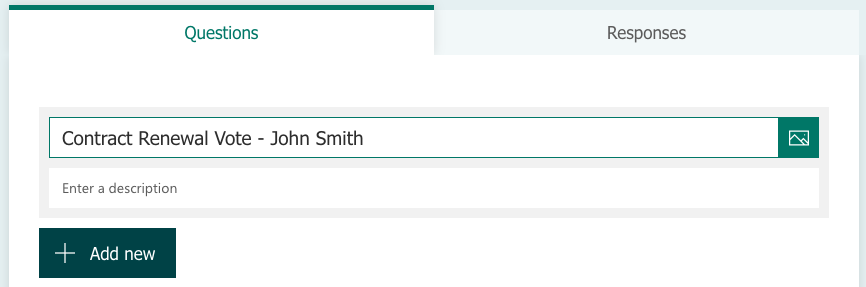 Questions
Responses
Contract Renewal Vote - John Smith
Enter a description
Add new